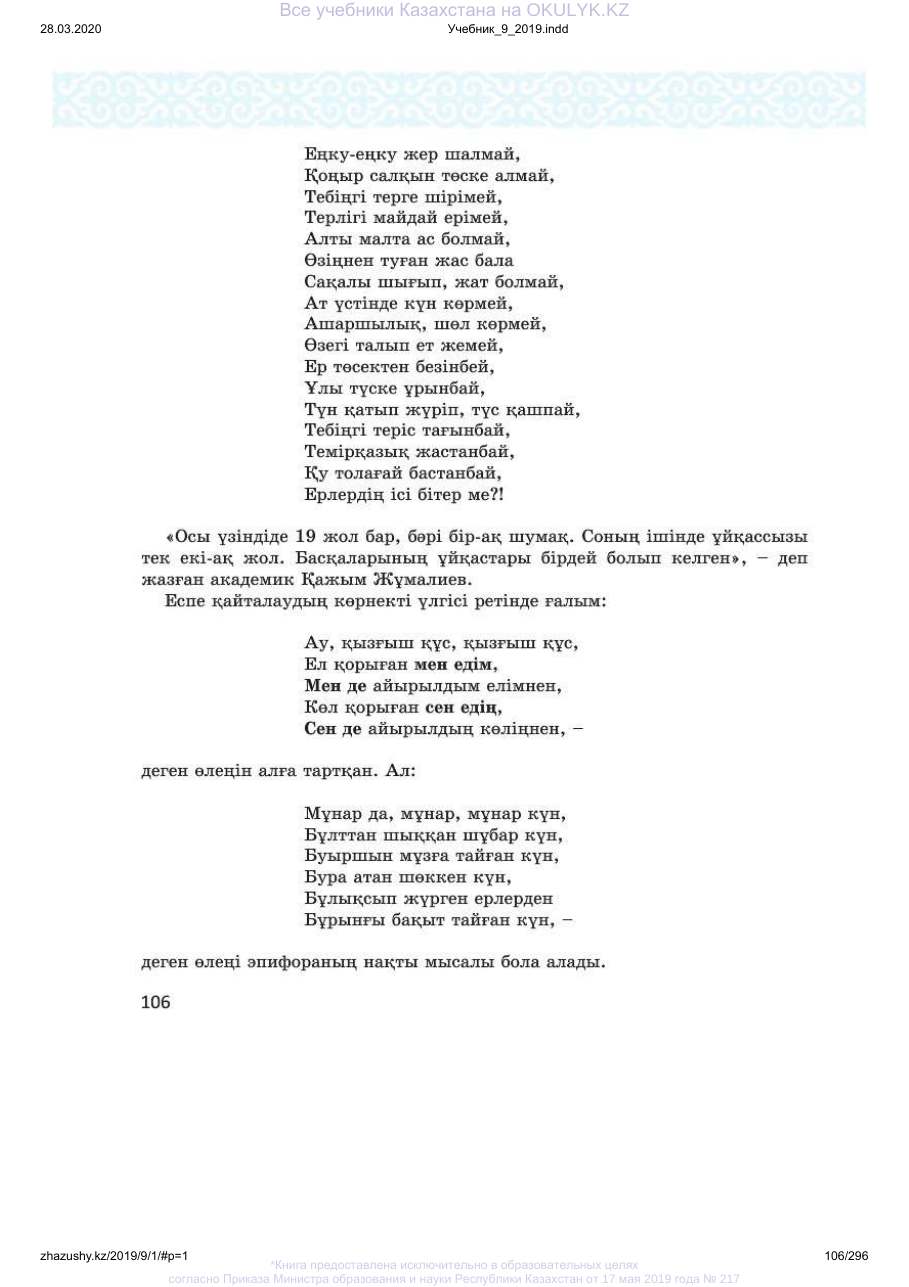 Все учебники Казахстана на OKULYK.KZ
28.03.2020 Учебник_9_2019.indd
Еңку-еңку жер шалмай,
Қоңыр салқын төске алмай,
Тебіңгі терге шірімей,
Терлігі майдай ерімей,
Алты малта ас болмай,
Өзіңнен туған жас бала
Сақалы шығып, жат болмай,
Ат үстінде күн көрмей,
Ашаршылық, шөл көрмей,
Өзегі талып ет жемей,
Ер төсектен безінбей,
Ұлы түске ұрынбай,
Түн қатып жүріп, түс қашпай,
Тебіңгі теріс тағынбай,
Темірқазық жастанбай,
Қу толағай бастанбай,
Ерлердің ісі бітер ме?!
«Осы үзіндіде 19 жол бар, бәрі бір-ақ шумақ. Соның ішінде ұйқассызы
тек екі-ақ жол. Басқаларының ұйқастары бірдей болып келген», – деп
жазған академик Қажым Жұмалиев.
Еспе қайталаудың көрнекті үлгісі ретінде ғалым:
Ау, қызғыш құс, қызғыш құс,
Ел қорыған мен едім,
Мен де айырылдым елімнен,
Көл қорыған сен едің,
Сен де айырылдың көліңнен, –
деген өлеңін алға тартқан. Ал:
Мұнар да, мұнар, мұнар күн,
Бұлттан шыққан шұбар күн,
Буыршын мұзға тайған күн,
Бура атан шөккен күн,
Бұлықсып жүрген ерлерден
Бұрынғы бақыт тайған күн, –
деген өлеңі эпифораның нақты мысалы бола алады.
106
zhazushy.kz/2019/9/1/#p=1 106/296
*Книга предоставлена исключительно в образовательных целях
согласно Приказа Министра образования и науки Республики Казахстан от 17 мая 2019 года № 217